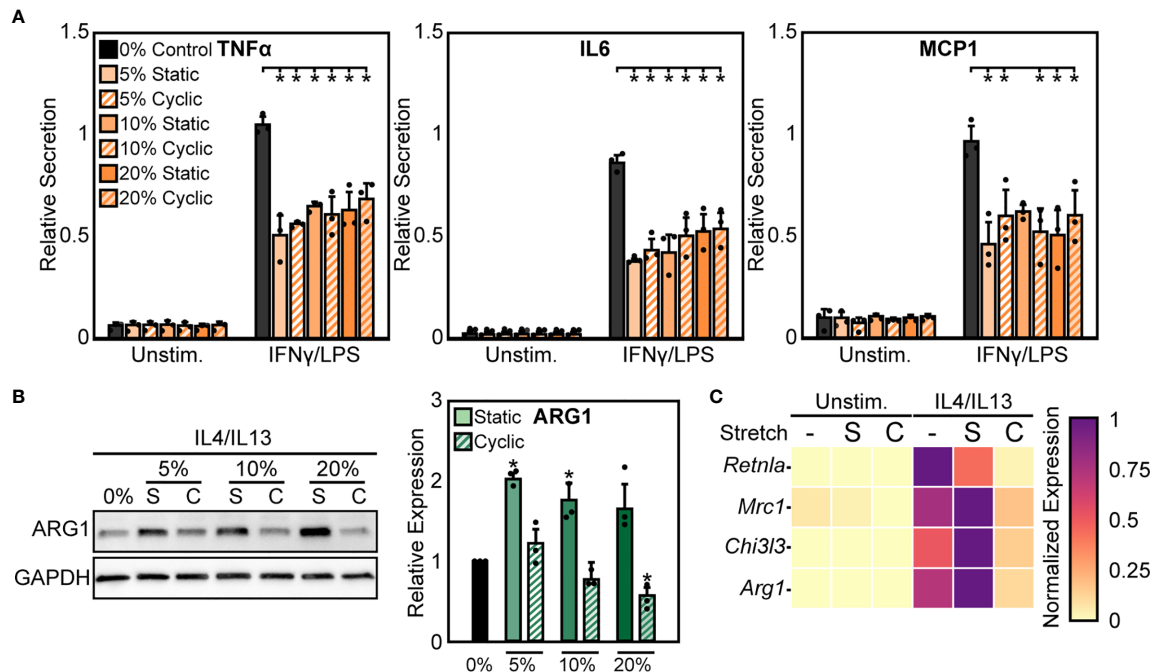 A
1.5
1
0.5
0
Relative Secretion
TNFα
0% Control
5% Static
5% Cyclic
10% Static
10% Cyclic
20% Static
20% Cyclic
* * * * * *
Unstim.
IFNγ/LPS
1.5
1
0.5
0
Relative Secretion
IL6
* * * * * *
Unstim.
IFNγ/LPS
1.5
1
0.5
0
Relative Secretion
MCP1
* * * * *
Unstim.
IFNγ/LPS
B
IL4/IL13
5% 10% 20%
0% S C S C S C
ARG1
GAPDH
3
2
1
0
Relative Expression
Static
Cyclic
ARG1
* * *
0% 5% 10% 20%
C
Unstim. IL4/IL13
Stretch - S C - S C
Retnla
Mrc1
Chi3l3
Arg1
Normalized Expression
1
0.75
0.5
0.25
0